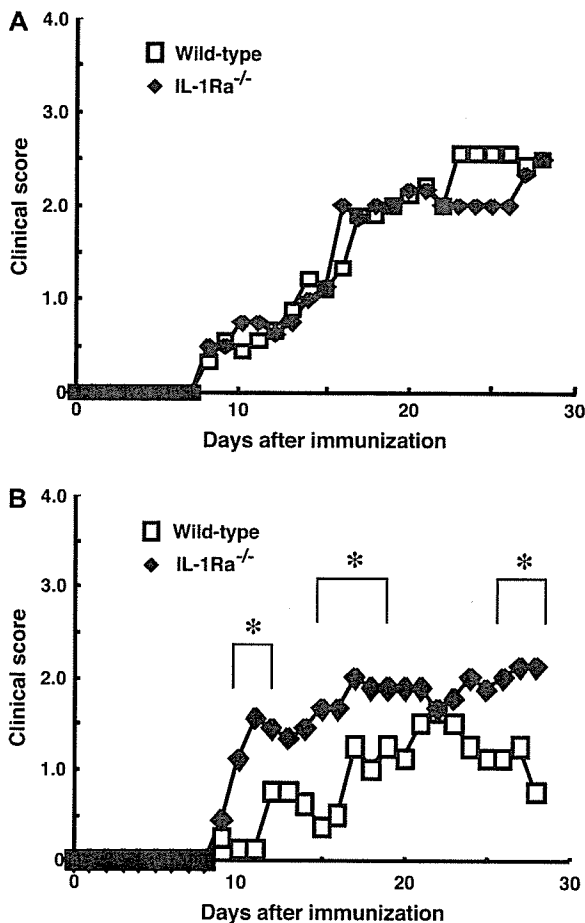 A
4.0
3.0
2.0
1.0
0
Clinical score
Wild-type
IL-1Ra-/-
0
10
20
30
Days after immunization
B
4.0
3.0
2.0
1.0
0
Clinical score
Wild-type
IL-1Ra-/-
*
*
*
0
10
20
30
Days after immunization